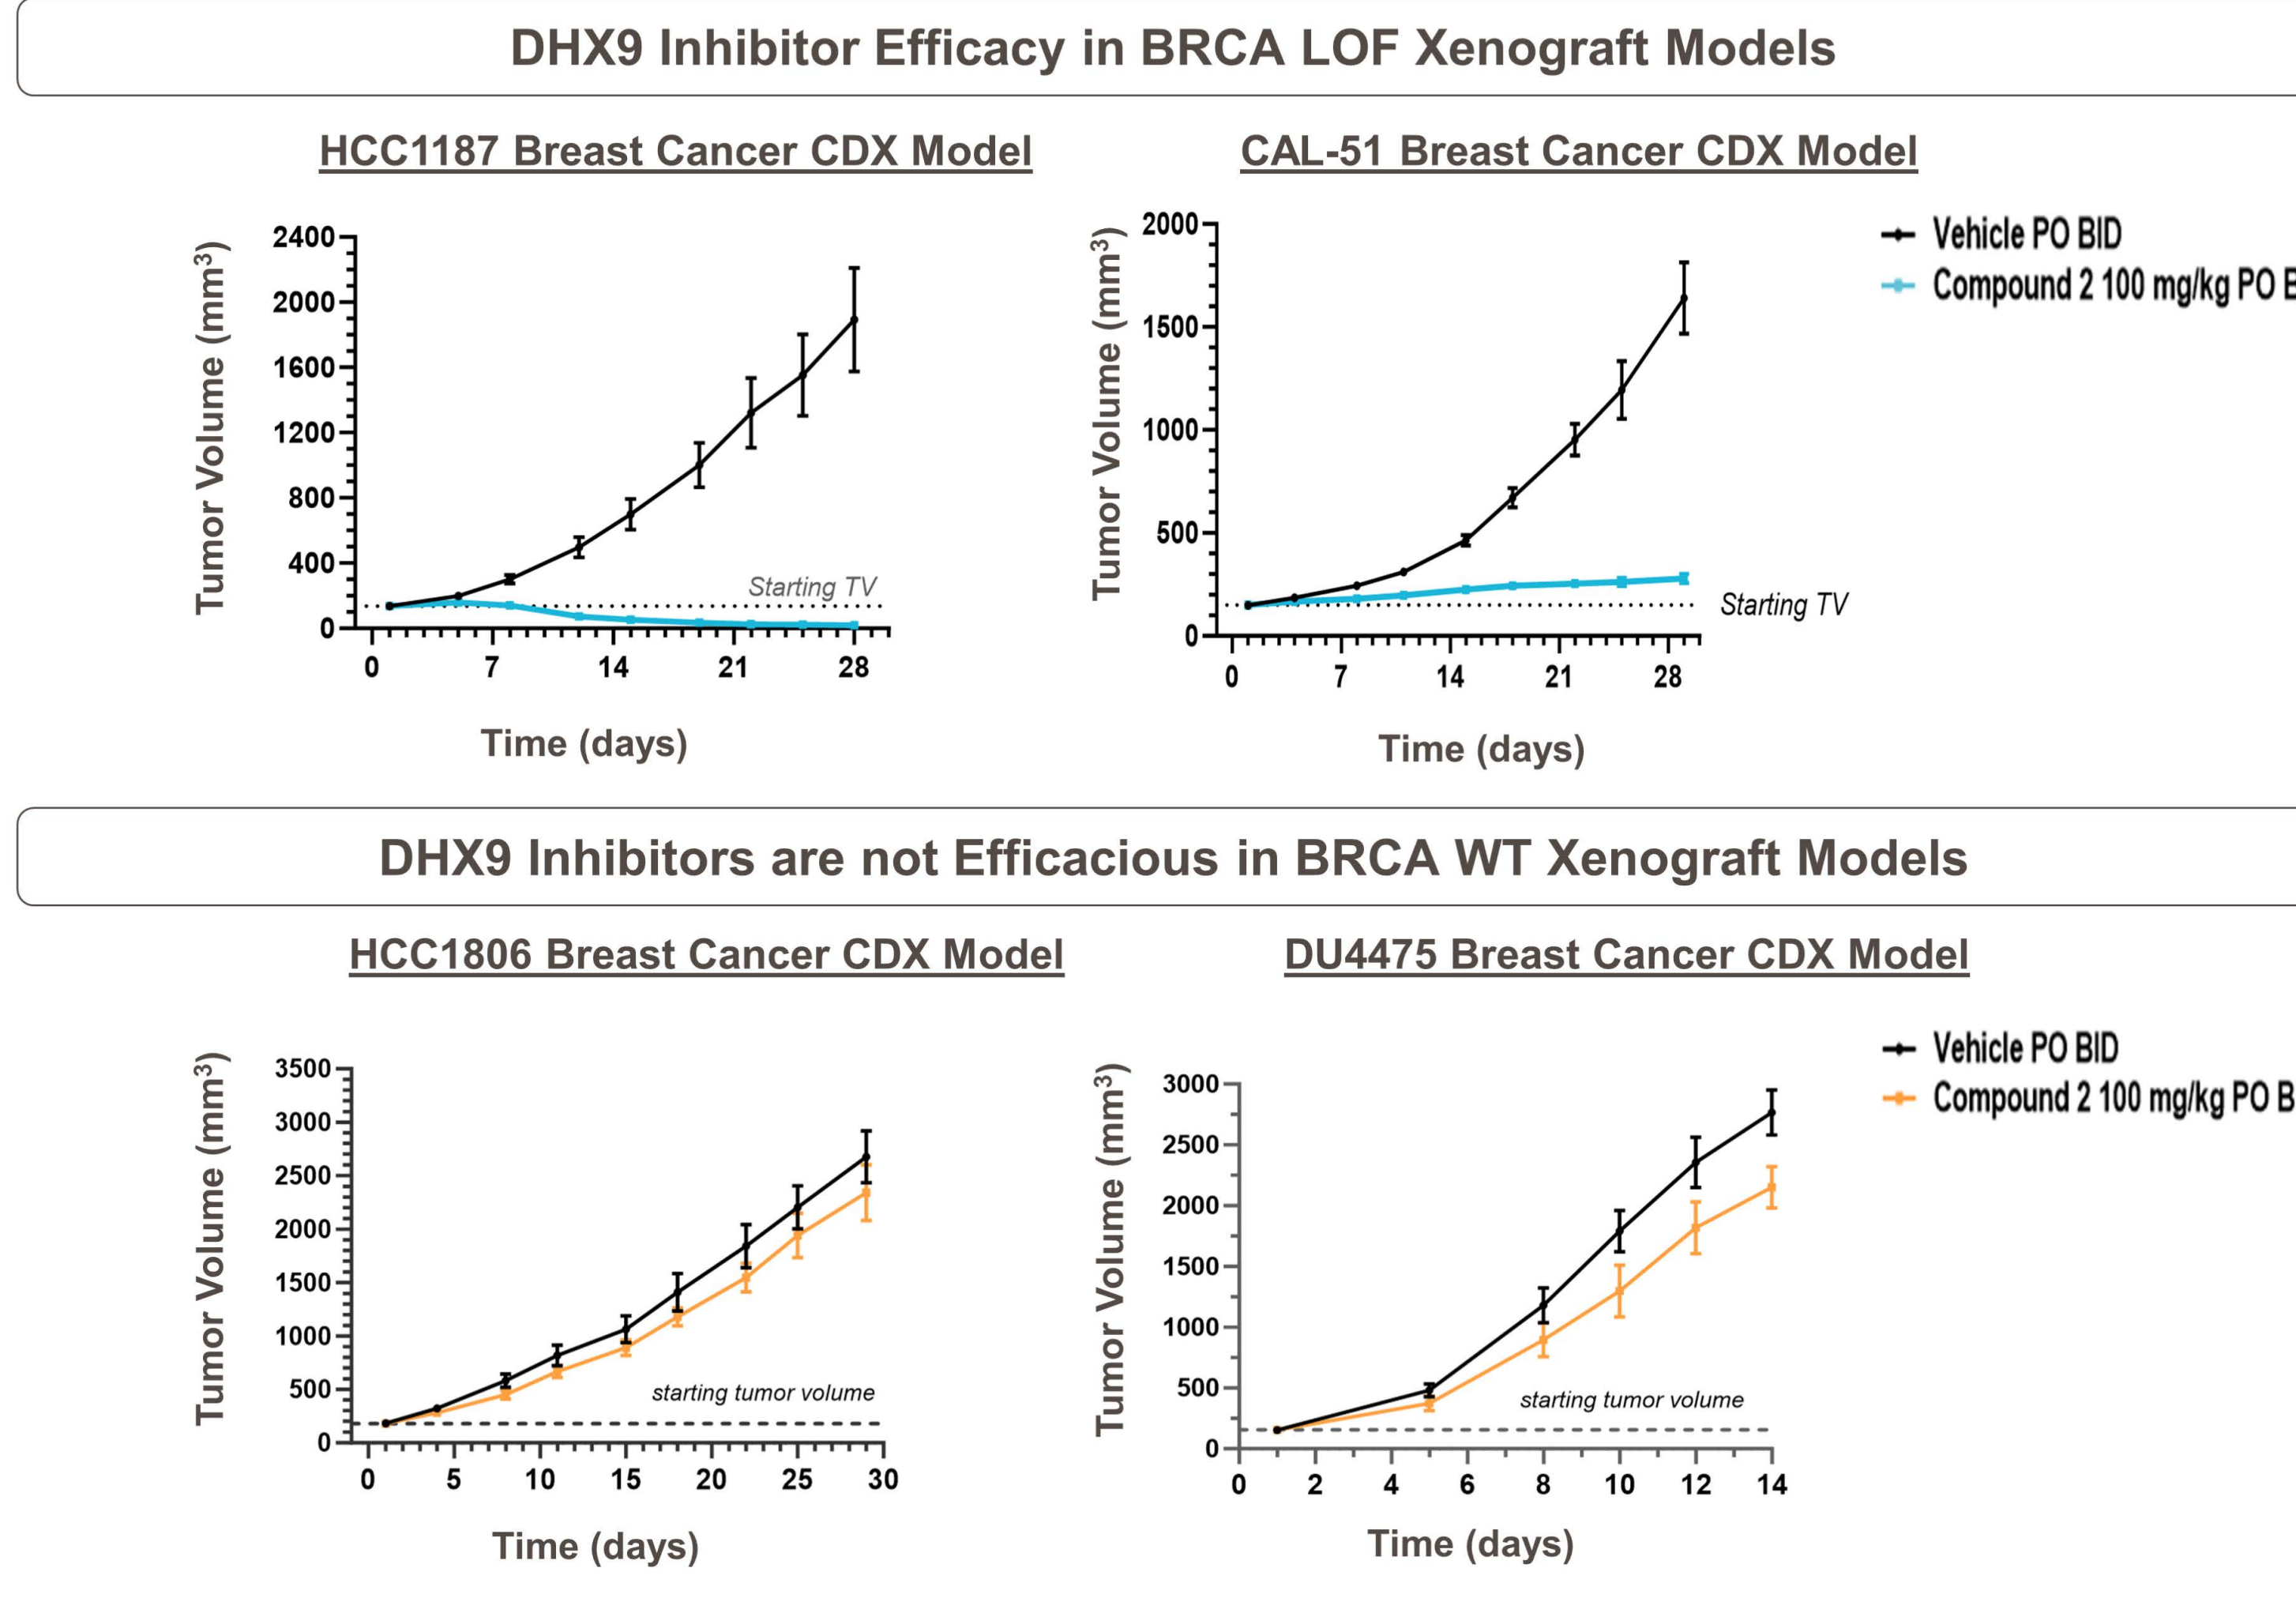 DHX9 Inhibitor Efficacy in BRCA LOF Xenograft Models
HCC1187 Breast Cancer CDX Model
Tumor Volume (mm³)
2400
2000
1600
1200
800
400
0
Starting TV
0 7 14 21 28
Time (days)
CAL-51 Breast Cancer CDX Model
Tumor Volume (mm³)
2000
1500
1000
500
0
Starting TV
0 7 14 21 28
Time (days)
Vehicle PO BID
Compound 2 100 mg/kg PO B
DHX9 Inhibitors are not Efficacious in BRCA WT Xenograft Models
HCC1806 Breast Cancer CDX Model
Tumor Volume (mm³)
3500
3000
2500
2000
1500
1000
500
0
starting tumor volume
0 5 10 15 20 25 30
Time (days)
DU4475 Breast Cancer CDX Model
Tumor Volume (mm³)
3000
2500
2000
1500
1000
500
0
starting tumor volume
0 2 4 6 8 10 12 14
Time (days)
Vehicle PO BID
Compound 2 100 mg/kg PO B